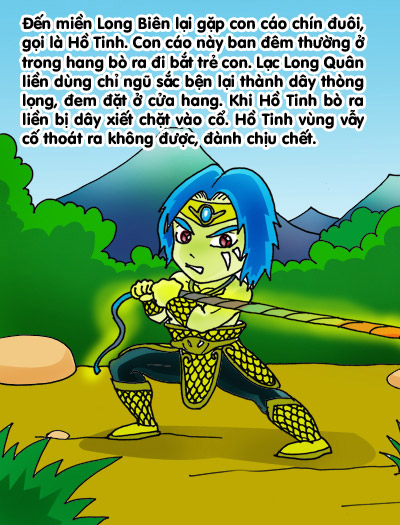 Đến miền Long Biên lại gặp con cáo chín đuôi,
gọi là Hồ Tinh. Con cáo này ban đêm thường ở
trong hang bò ra đi bắt trẻ con. Lạc Long Quân
liền dùng chỉ ngũ sắc bện lại thành dây thòng
lọng, đem đặt ở cửa hang. Khi Hồ Tinh bò ra
liền bị dây xiết chặt vào cổ. Hồ Tinh vùng vẫy
cố thoát ra không được, đành chịu chết.